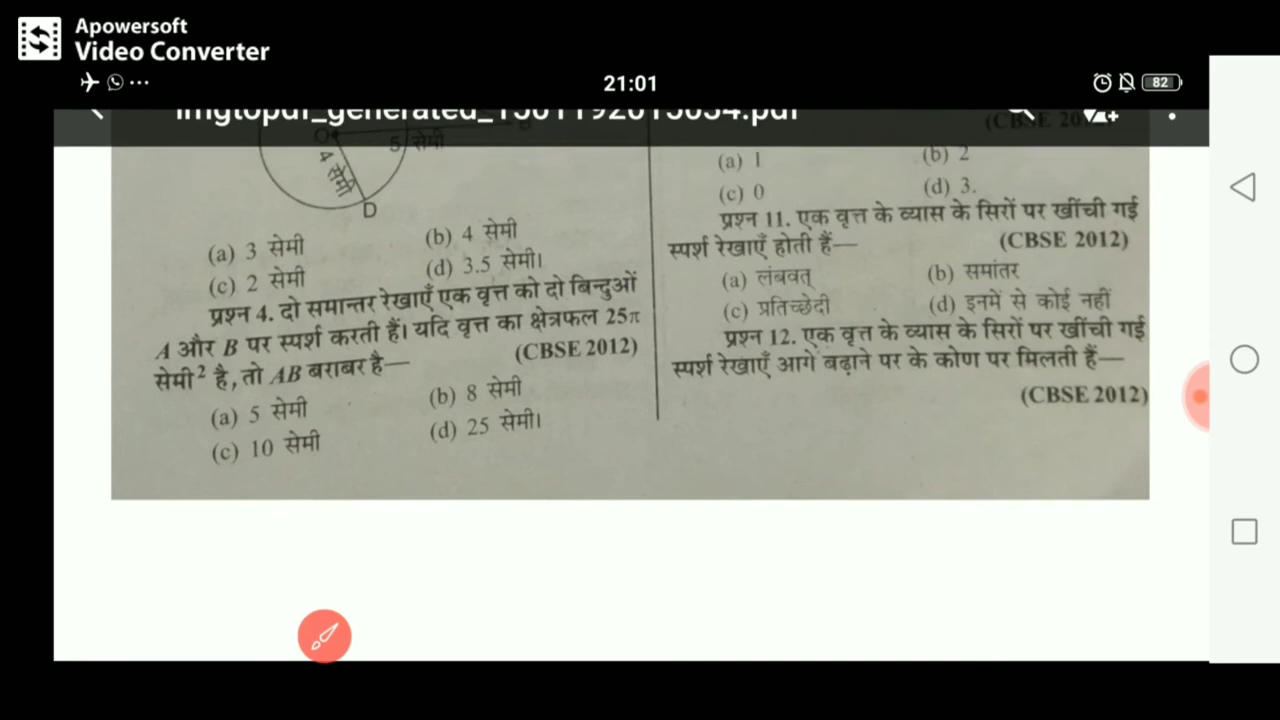 Apowersoft
Video Converter
21:01
82
imgtopdf_generated_1501192015034.pdf
O
4 सेमी
5 सेमी
D
(a) 3 सेमी
(b) 4 सेमी
(c) 2 सेमी
(d) 3.5 सेमी।
प्रश्न 4. दो समान्तर रेखाएँ एक वृत्त को दो बिन्दुओं
A और B पर स्पर्श करती हैं। यदि वृत्त का क्षेत्रफल 25π
सेमी² है, तो AB बराबर है—
(CBSE 2012)
(a) 5 सेमी
(b) 8 सेमी
(c) 10 सेमी
(d) 25 सेमी।
(a) 1
(b) 2
(c) 0
(d) 3.
प्रश्न 11. एक वृत्त के व्यास के सिरों पर खींची गई
स्पर्श रेखाएँ होती हैं—
(CBSE 2012)
(a) लंबवत्
(b) समांतर
(c) प्रतिच्छेदी
(d) इनमें से कोई नहीं
प्रश्न 12. एक वृत्त के व्यास के सिरों पर खींची गई
स्पर्श रेखाएँ आगे बढ़ाने पर के कोण पर मिलती हैं—
(CBSE 2012)